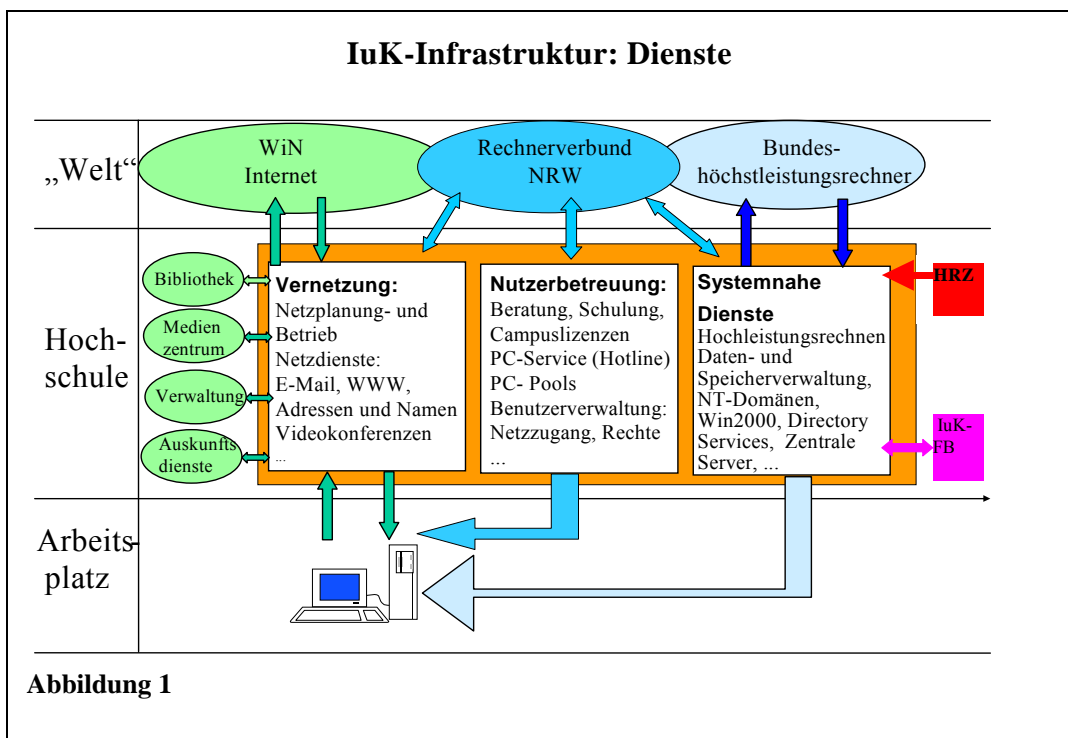 IuK-Infrastruktur: Dienste
„Welt“
WiN
Internet
Rechnerverbund
NRW
Bundes-
höchstleistungsrechner
Hoch-
schule
Bibliothek
Medien
zentrum
Verwaltung
Auskunfts
dienste
Vernetzung:
Netzplanung- und
Betrieb
Netzdienste:
E-Mail, WWW,
Adressen und Namen
Videokonferenzen
...
Nutzerbetreuung:
Beratung, Schulung,
Campuslizenzen
PC-Service (Hotline)
PC- Pools
Benutzerverwaltung:
Netzzugang, Rechte
...
Systemnahe
Dienste
Hochleistungsrechnen
Daten- und
Speicherverwaltung,
NT-Domänen,
Win2000, Directory
Services, Zentrale
Server, ...
HRZ
IuK-
FB
Arbeits-
platz
Abbildung 1